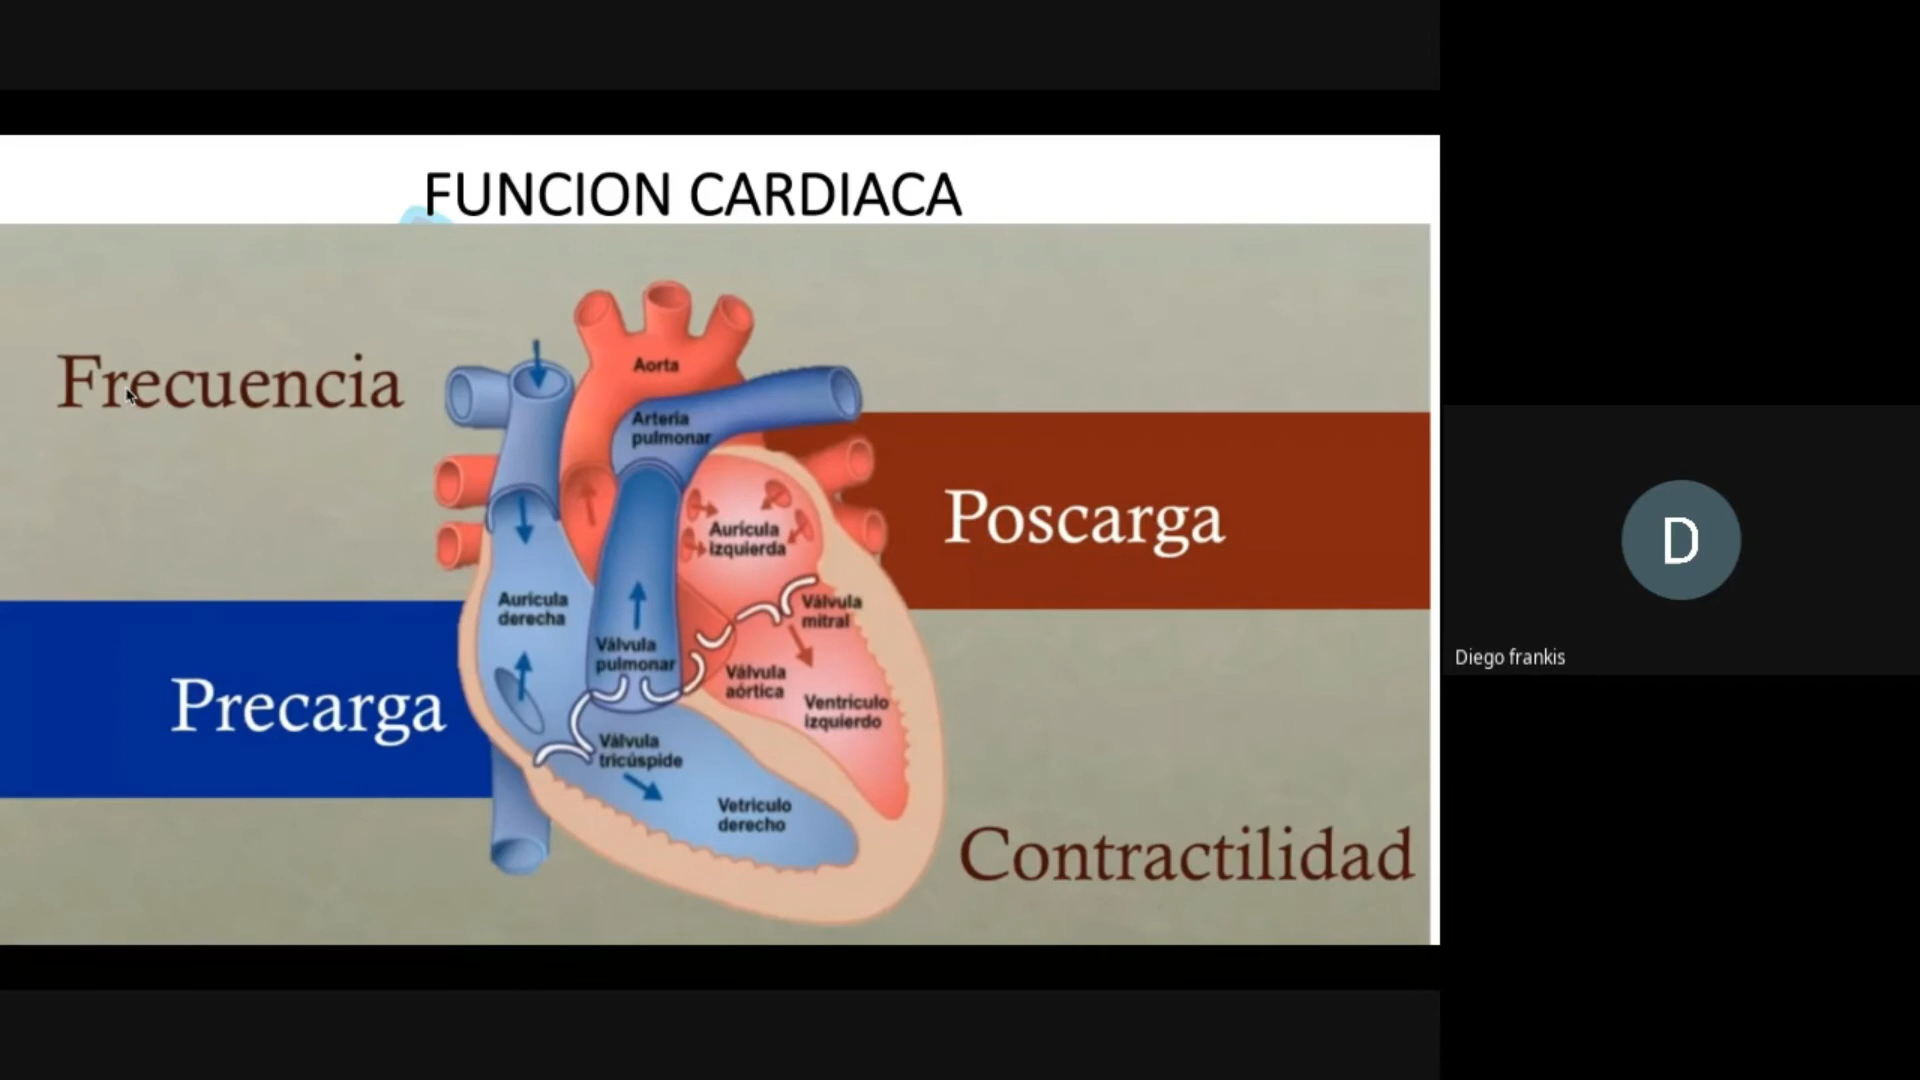 FUNCION CARDIACA
Frecuencia
Aorta
Arteria
pulmonar
Poscarga
Aurícula
izquierda
Aurícula
derecha
Válvula
mitral
Válvula
pulmonar
Válvula
aórtica
Precarga
Ventrículo
izquierdo
Válvula
tricúspide
Vetriculo
derecho
Contractilidad
D
Diego frankis